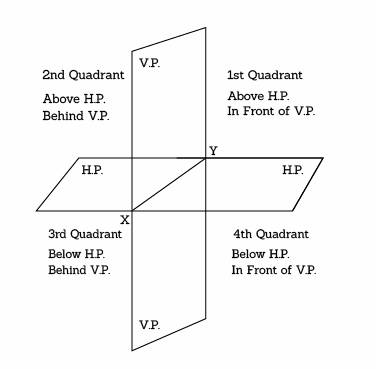 V.P.
2nd Quadrant
Above H.P.
Behind V.P.
1st Quadrant
Above H.P.
In Front of V.P.
Y
H.P.
H.P.
X
3rd Quadrant
Below H.P.
Behind V.P.
4th Quadrant
Below H.P.
In Front of V.P.
V.P.